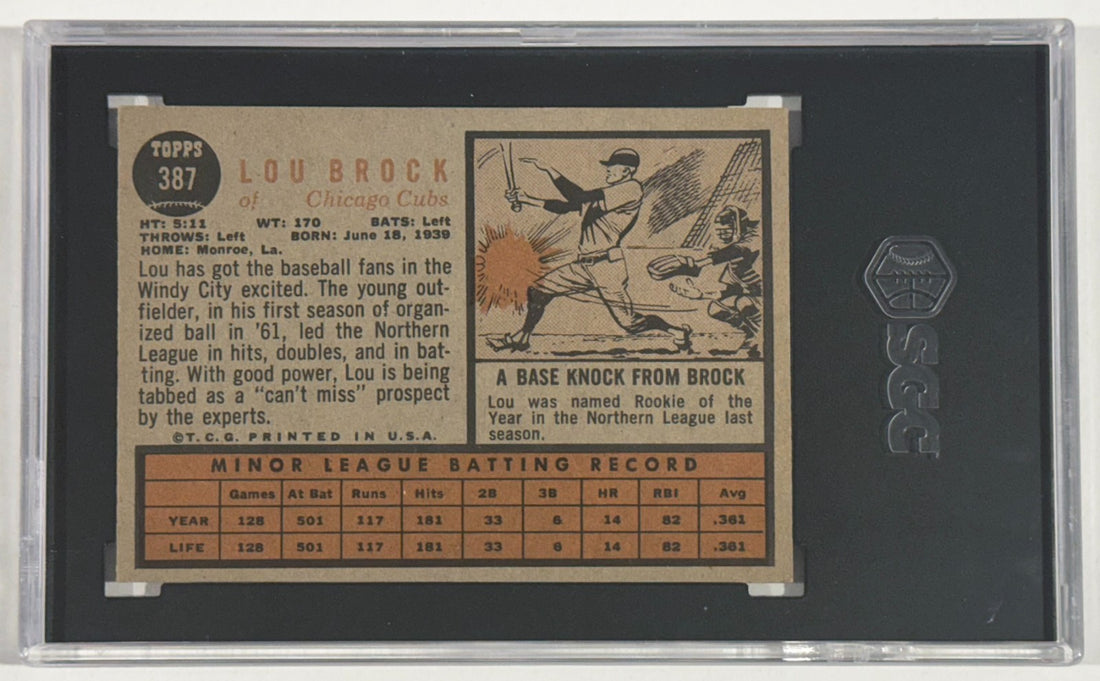 TOPPS
387
LOU BROCK
of Chicago Cubs
HT: 5:11 WT: 170 BATS: Left
THROWS: Left BORN: June 18, 1939
HOME: Monroe, La.
Lou has got the baseball fans in the
Windy City excited. The young out-
fielder, in his first season of organ-
ized ball in '61, led the Northern
League in hits, doubles, and in bat-
ting. With good power, Lou is being
tabbed as a "can't miss" prospect
by the experts.
©T.C.G. PRINTED IN U.S.A.
A BASE KNOCK FROM BROCK
Lou was named Rookie of the
Year in the Northern League last
season.
MINOR LEAGUE BATTING RECORD
Games At Bat Runs Hits 2B 3B HR RBI Avg
YEAR 128 501 117 181 33 6 14 82 .361
LIFE 128 501 117 181 33 6 14 82 .361
SGC